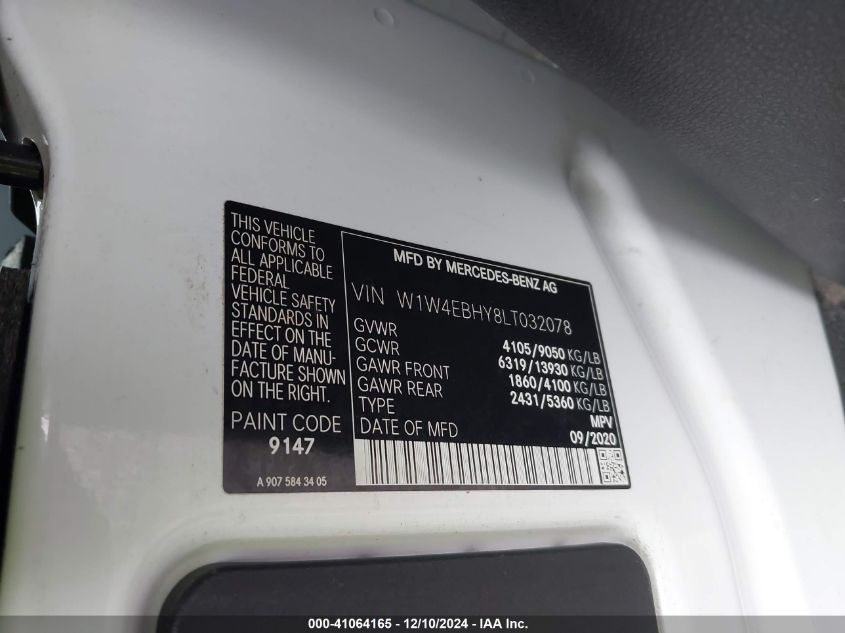 THIS VEHICLE
CONFORMS TO
ALL APPLICABLE
FEDERAL
VEHICLE SAFETY
STANDARDS IN
EFFECT ON THE
DATE OF MANU-
FACTURE SHOWN
ON THE RIGHT.
PAINT CODE
9147
A 907 584 34 05
MFD BY MERCEDES-BENZ AG
VIN W1W4EBHY8LT032078
GVWR 4105/9050 KG/LB
GCWR 6319/13930 KG/LB
GAWR FRONT 1860/4100 KG/LB
GAWR REAR 2431/5360 KG/LB
TYPE MPV
DATE OF MFD 09/2020
000-41064165 - 12/10/2024 - IAA Inc.